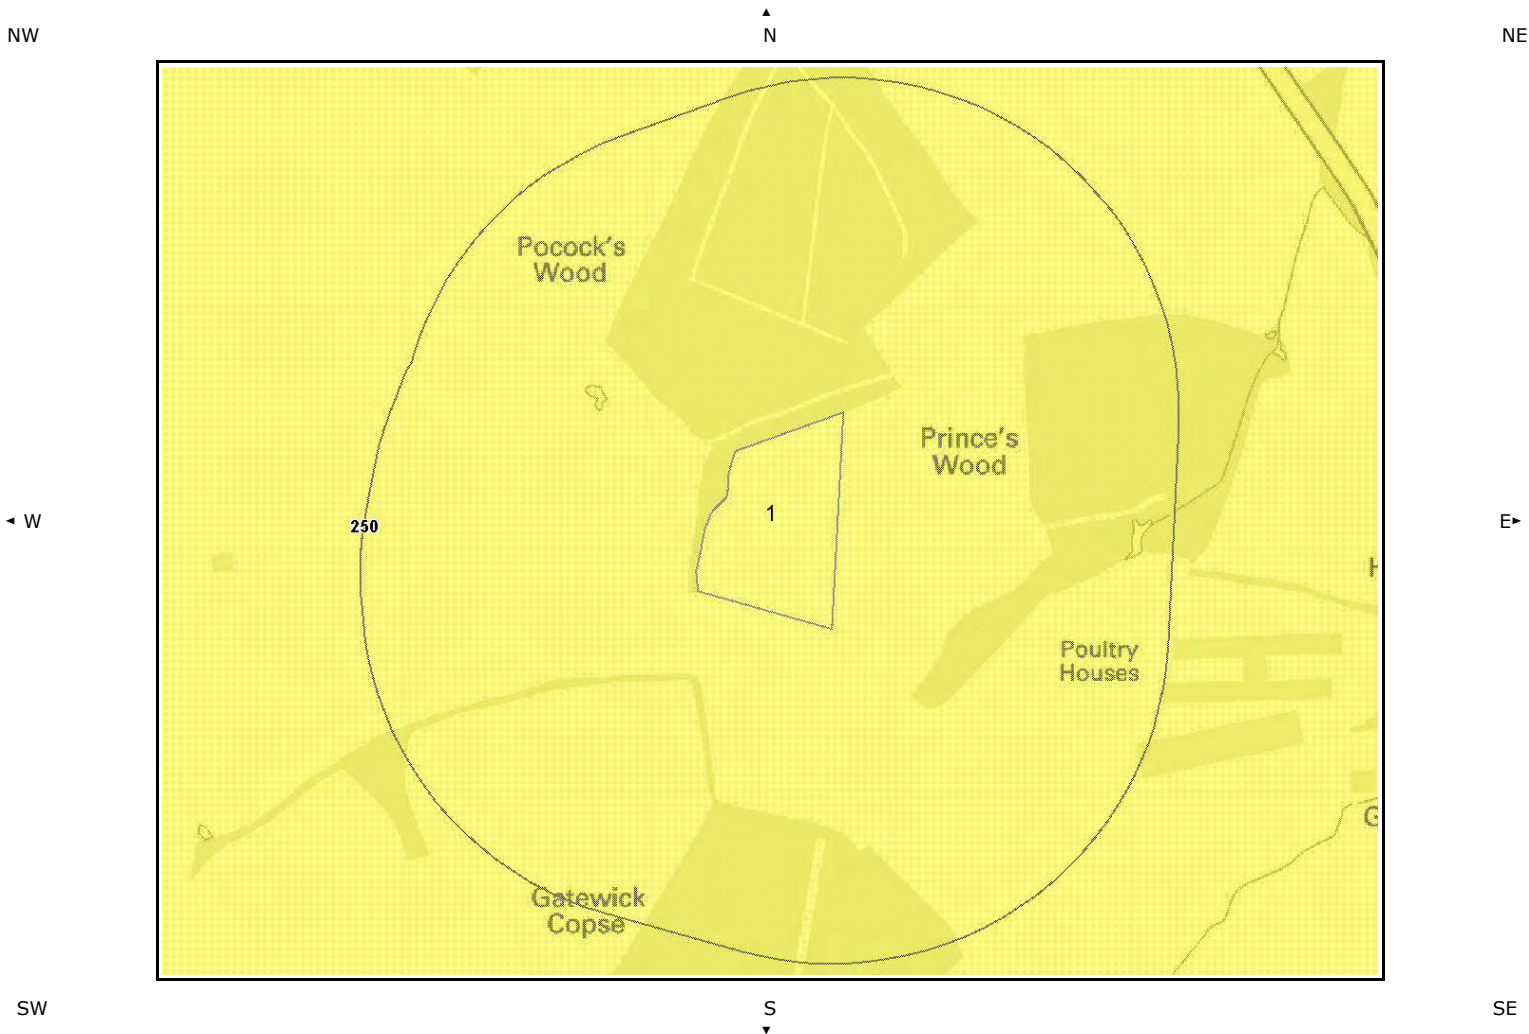 NW
N
NE
Pocock's
Wood
Prince's
Wood
1
W
250
E
H
Poultry
Houses
G
Gatewick
Copse
SW
S
SE